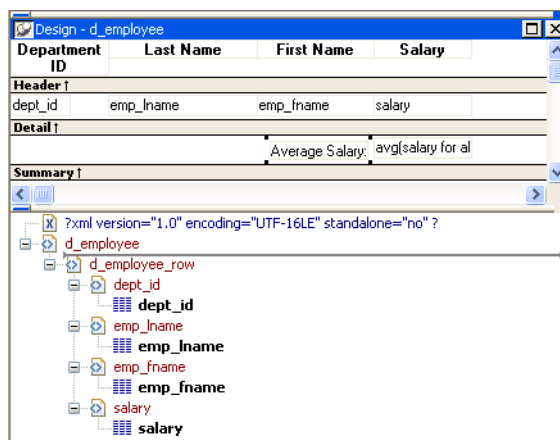 Design - d_employee
Department ID Last Name First Name Salary
Header ↑
dept_id emp_lname emp_fname salary
Detail ↑
Average Salary: avg(salary for al
Summary ↑
?xml version="1.0" encoding="UTF-16LE" standalone="no" ?
d_employee
d_employee_row
dept_id
dept_id
emp_lname
emp_lname
emp_fname
emp_fname
salary
salary